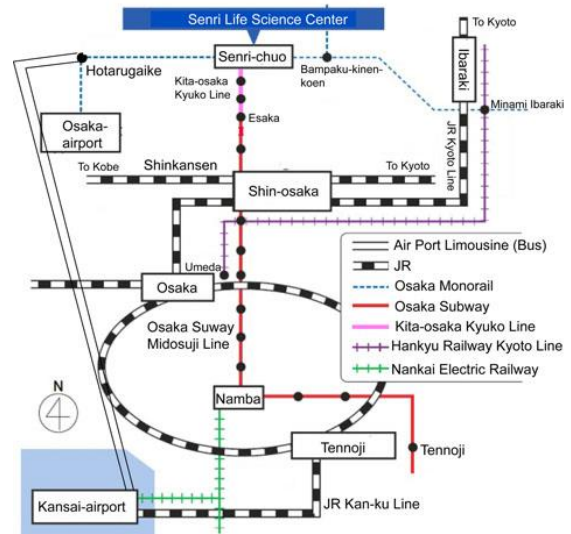 Senri Life Science Center
To Kyoto
Senri-chuo
Ibaraki
Hotarugaike
Bampaku-kinen-
koen
Kita-osaka
Kyuko Line
Minami Ibaraki
Osaka-
airport
Esaka
JR Kyoto Line
Shinkansen
To Kobe
To Kyoto
Shin-osaka
Air Port Limousine (Bus)
JR
Osaka Monorail
Osaka Subway
Kita-osaka Kyuko Line
Hankyu Railway Kyoto Line
Nankai Electric Railway
Umeda
Osaka
Osaka Suway
Midosuji Line
N
Namba
Tennoji
Tennoji
Kansai-airport
JR Kan-ku Line